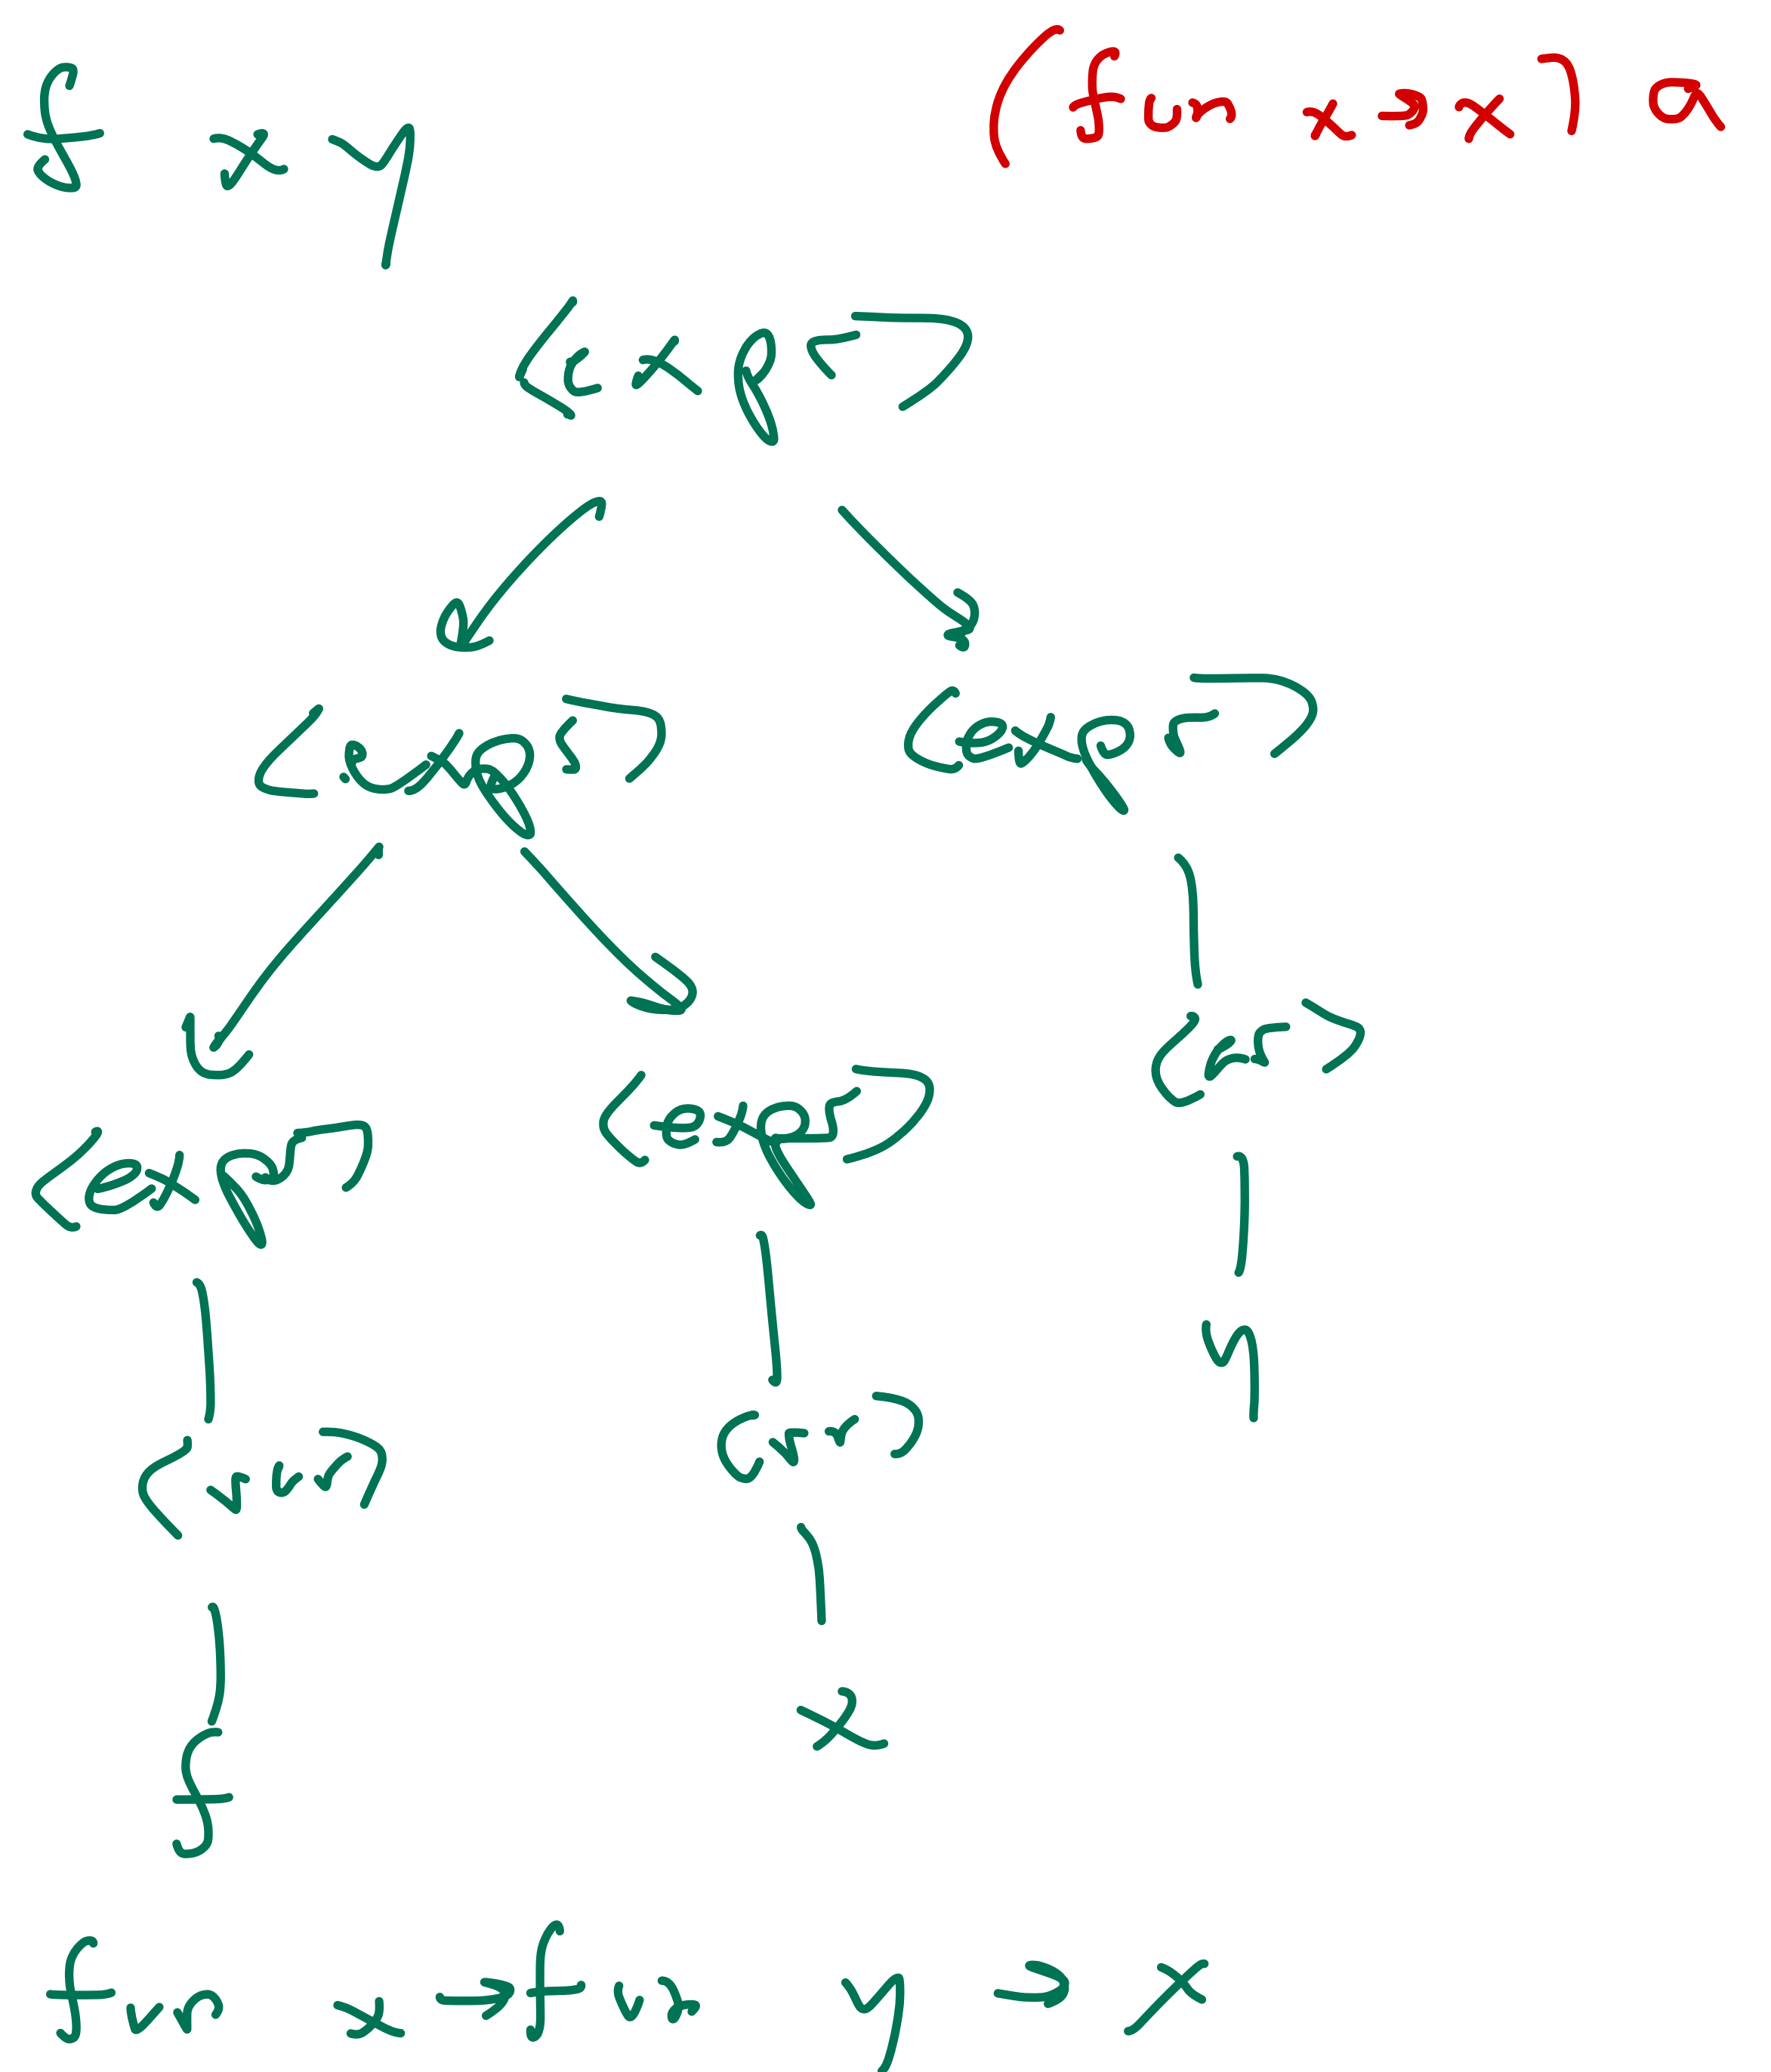 f x y
(fun x → x) a
<expr>
<expr> <expr>
<expr> <expr> <var>
<var> <var> y
f x
fun x → fun y → x